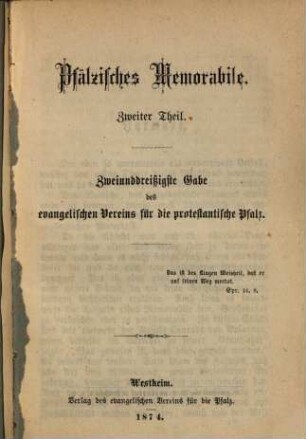 Pfälzisches Memorabile.
Zweiter Theil.
Zweiunddreißigste Gabe
des
evangelischen Vereins für die protestantische Pfalz.
Das ist des Klugen Weisheit, daß er
auf seinen Weg merket.
Spr. 14, 8.
Westheim.
Verlag des evangelischen Vereins für die Pfalz.
1874.